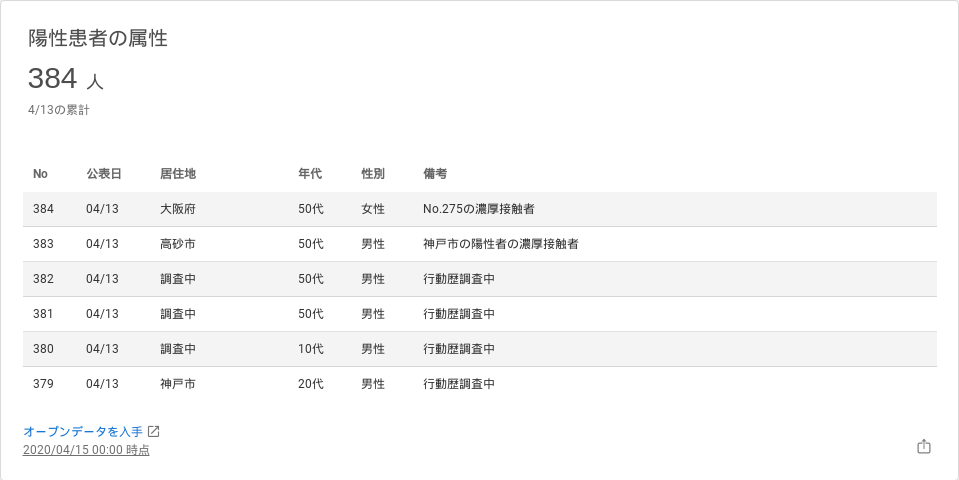 陽性患者の属性
384 人
4/13の累計
No 公表日 居住地 年代 性別 備考
384 04/13 大阪府 50代 女性 No.275の濃厚接触者
383 04/13 高砂市 50代 男性 神戸市の陽性者の濃厚接触者
382 04/13 調査中 50代 男性 行動歴調査中
381 04/13 調査中 50代 男性 行動歴調査中
380 04/13 調査中 10代 男性 行動歴調査中
379 04/13 神戸市 20代 男性 行動歴調査中
オープンデータを入手
2020/04/15 00:00 時点